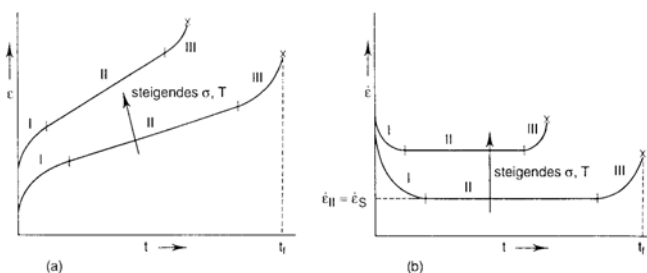 ε
I
II
III
steigendes σ, T
I
II
III
t
t_f
(a)
ε̇
I
II
III
steigendes σ, T
I
II
III
ε̇_II = ε̇_S
t
t_f
(b)